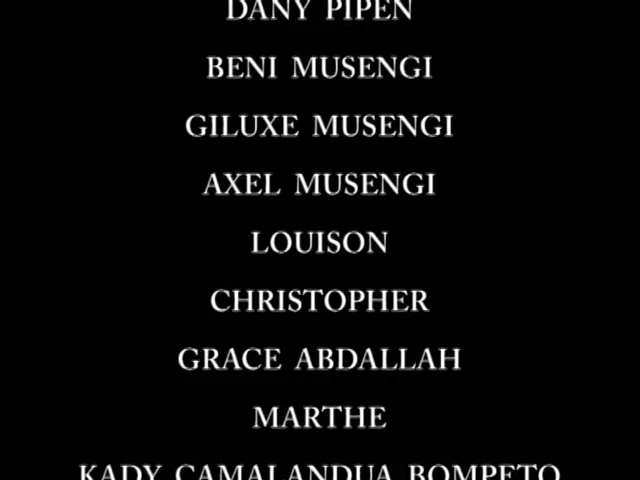 DANY PIPEN
BENI MUSENGI
GILUXE MUSENGI
AXEL MUSENGI
LOUISON
CHRISTOPHER
GRACE ABDALLAH
MARTHE
KADY CAMALANDUA BOMPETO